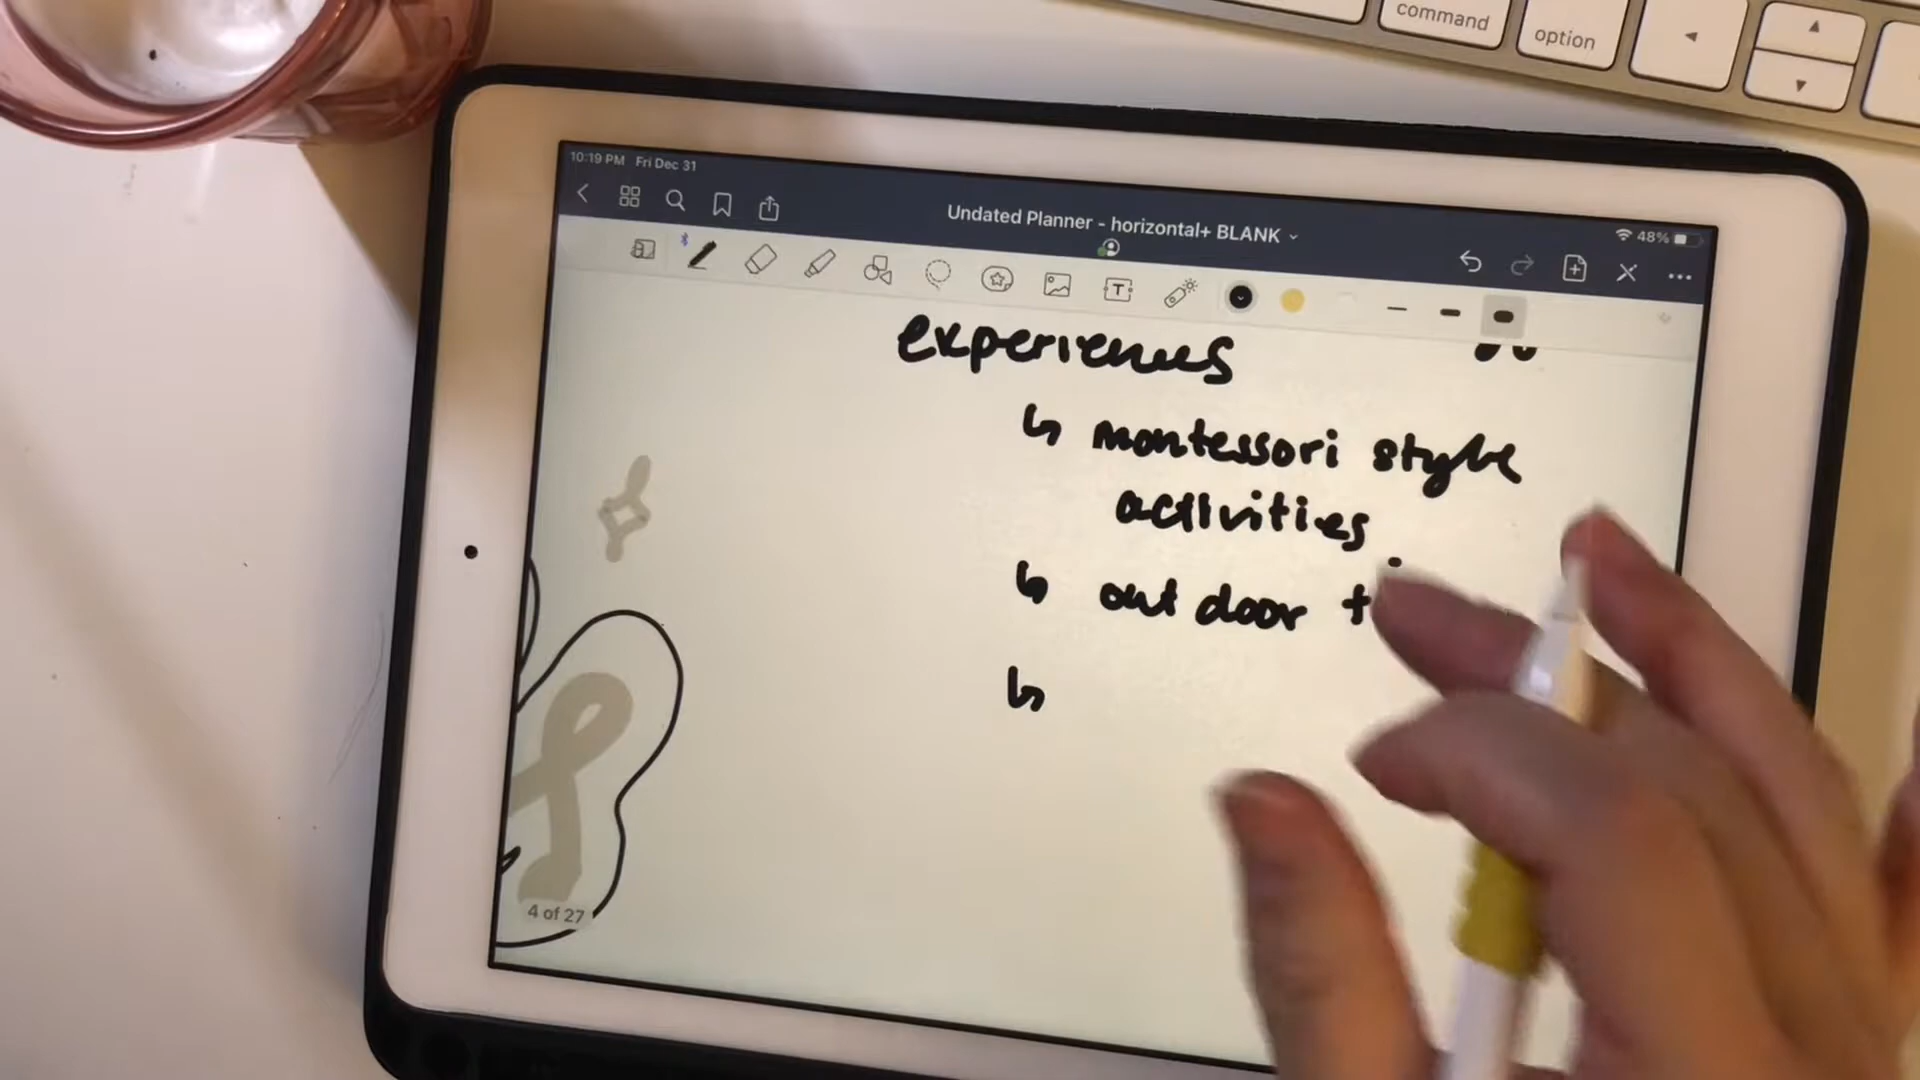 command
option
10:19 PM Fri Dec 31
Undated Planner - horizontal+ BLANK
48%
T
experiences
montessori style
activities
out door
4 of 27